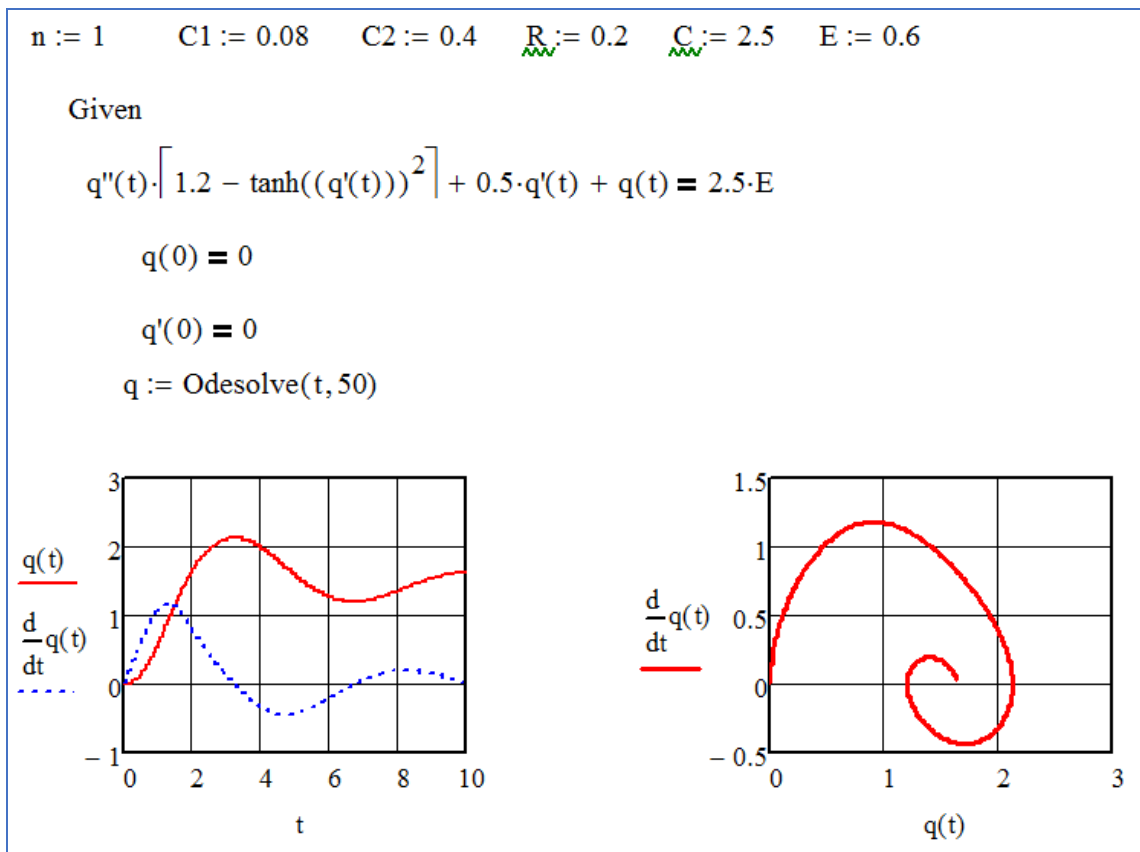 n := 1 C1 := 0.08 C2 := 0.4 R := 0.2 C := 2.5 E := 0.6
Given
q''(t)·⌈1.2 − tanh((q'(t)))²⌉ + 0.5·q'(t) + q(t) = 2.5·E
q(0) = 0
q'(0) = 0
q := Odesolve(t, 50)
3
2
1
0
− 1
q(t)
d
dt
q(t)
0 2 4 6 8 10
t
1.5
1
0.5
0
− 0.5
d
dt
q(t)
0 1 2 3
q(t)